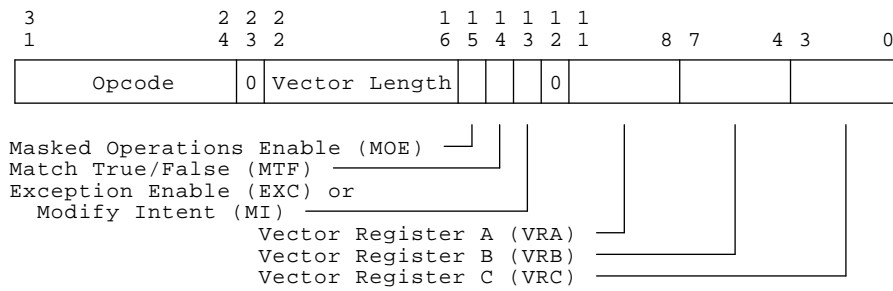 3 2 2 2 1 1 1 1 1 1
1 4 3 2 6 5 4 3 2 1 8 7 4 3 0
Opcode 0 Vector Length 0
Masked Operations Enable (MOE)
Match True/False (MTF)
Exception Enable (EXC) or
Modify Intent (MI)
Vector Register A (VRA)
Vector Register B (VRB)
Vector Register C (VRC)